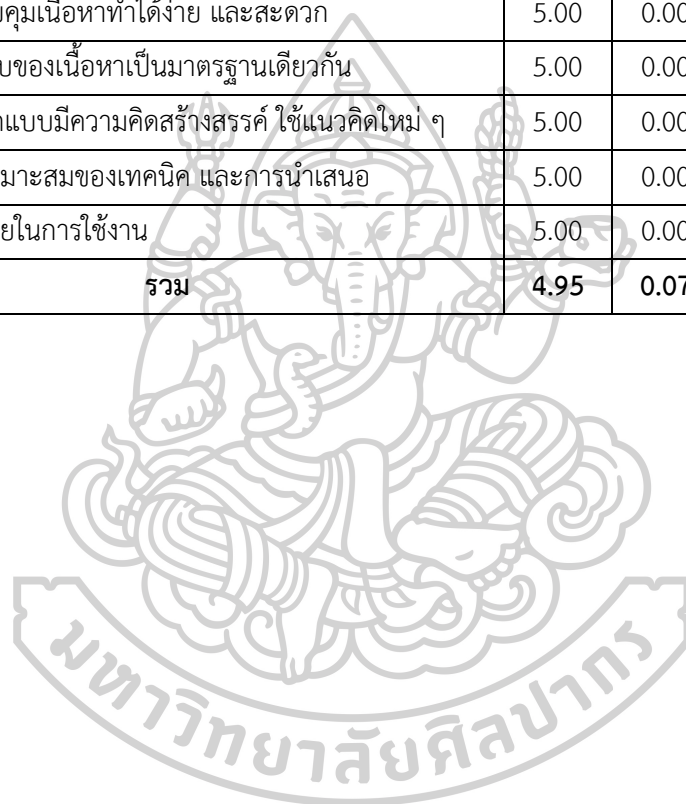 คุมเนื้อหาทำได้ง่าย และสะดวก 5.00 0.00
ของเนื้อหาเป็นมาตรฐานเดียวกัน 5.00 0.00
แบบมีความคิดสร้างสรรค์ ใช้แนวคิดใหม่ ๆ 5.00 0.00
มาะสมของเทคนิค และการนำเสนอ 5.00 0.00
ในการใช้งาน 5.00 0.00
รวม 4.95 0.07
มหาวิทยาลัยศิลปากร